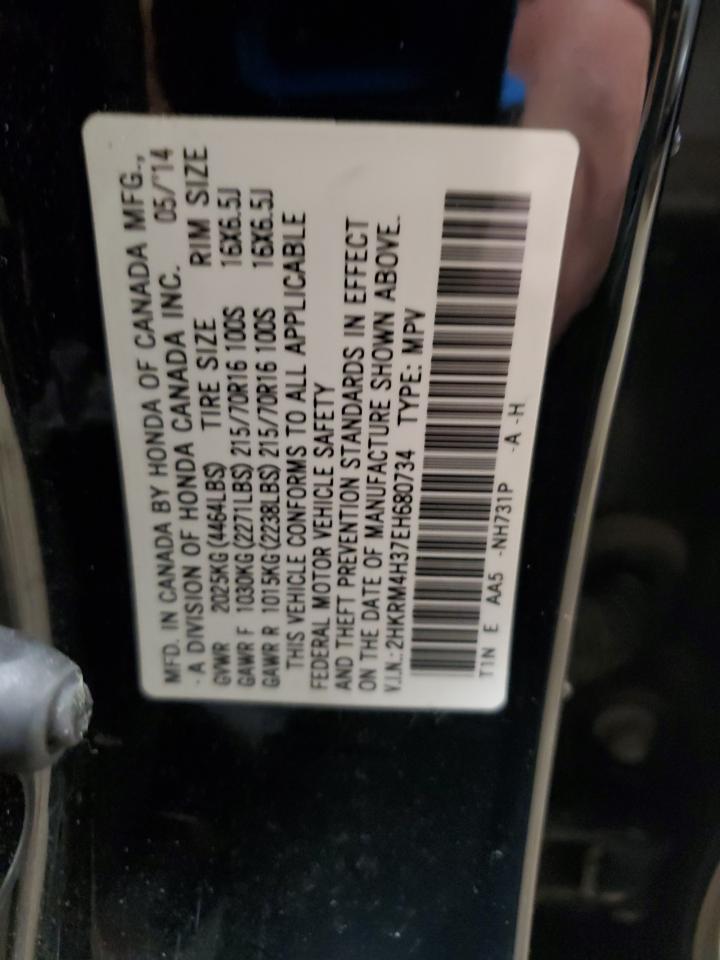 MFD. IN CANADA BY HONDA OF CANADA MFG.,
A DIVISION OF HONDA CANADA INC. 05/'14
GVWR 2025KG (4464LBS) TIRE SIZE RIM SIZE
GAWR F 1030KG (2271LBS) 215/70R16 100S 16X6.5J
GAWR R 1015KG (2238LBS) 215/70R16 100S 16X6.5J
THIS VEHICLE CONFORMS TO ALL APPLICABLE
FEDERAL MOTOR VEHICLE SAFETY
AND THEFT PREVENTION STANDARDS IN EFFECT
ON THE DATE OF MANUFACTURE SHOWN ABOVE.
V.I.N.: 2HKRM4H37EH680734 TYPE: MPV
T1N E AA5 -NH731P -A -H